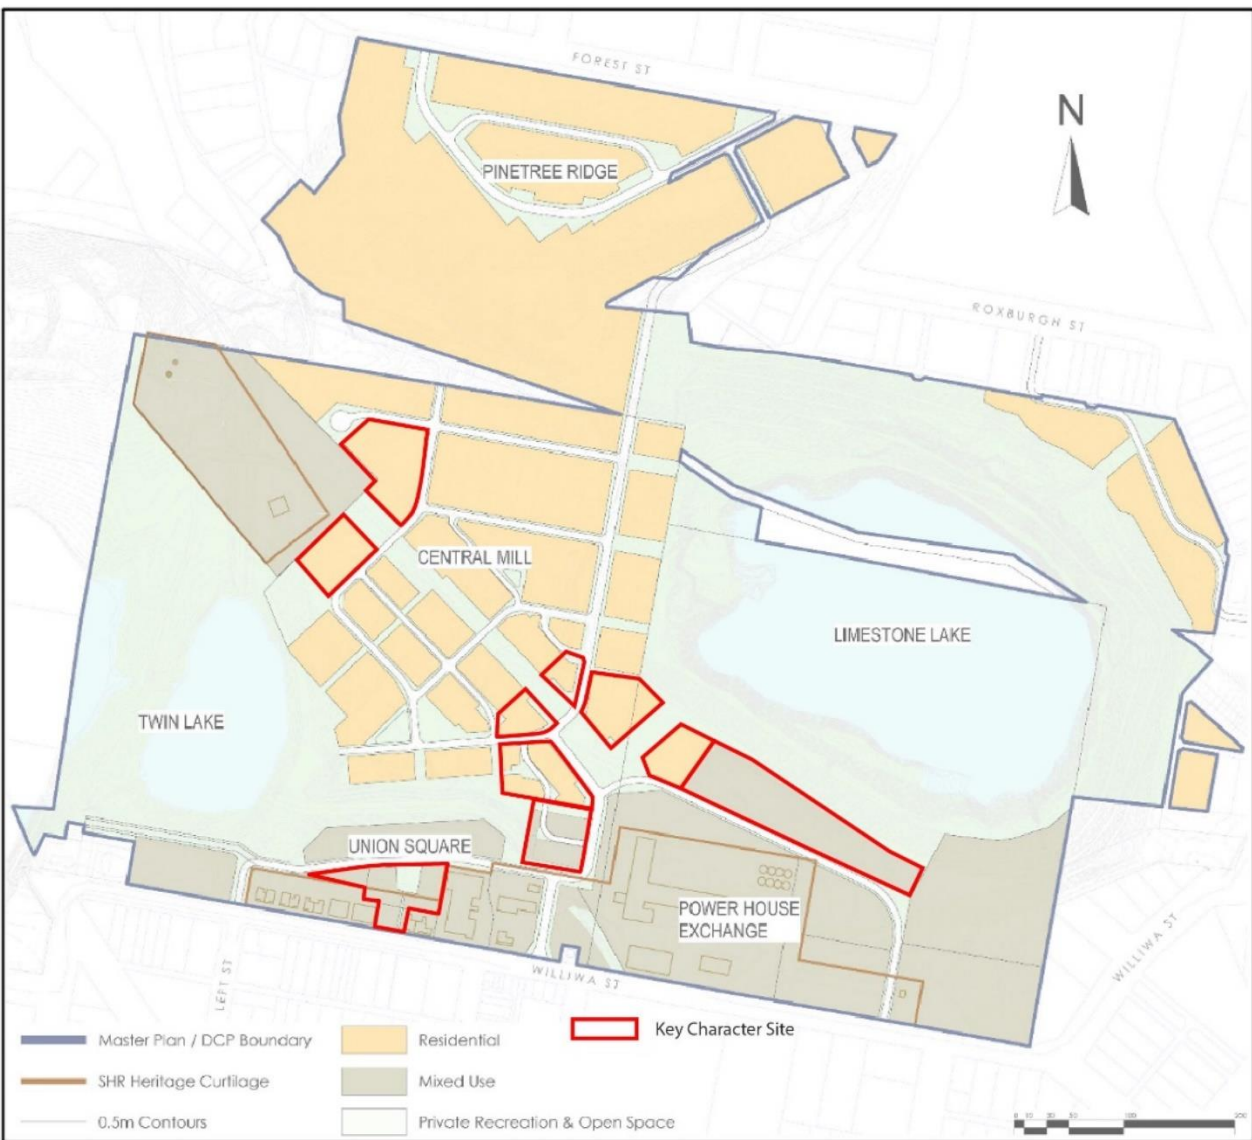 FOREST ST
N
PINETREE RIDGE
ROXBURGH ST
CENTRAL MILL
LIMESTONE LAKE
TWIN LAKE
UNION SQUARE
POWER HOUSE
EXCHANGE
WILLIWA ST
WILLIWA ST
LEFT ST
Master Plan / DCP Boundary
Residential
Key Character Site
SHR Heritage Curtilage
Mixed Use
0.5m Contours
Private Recreation & Open Space